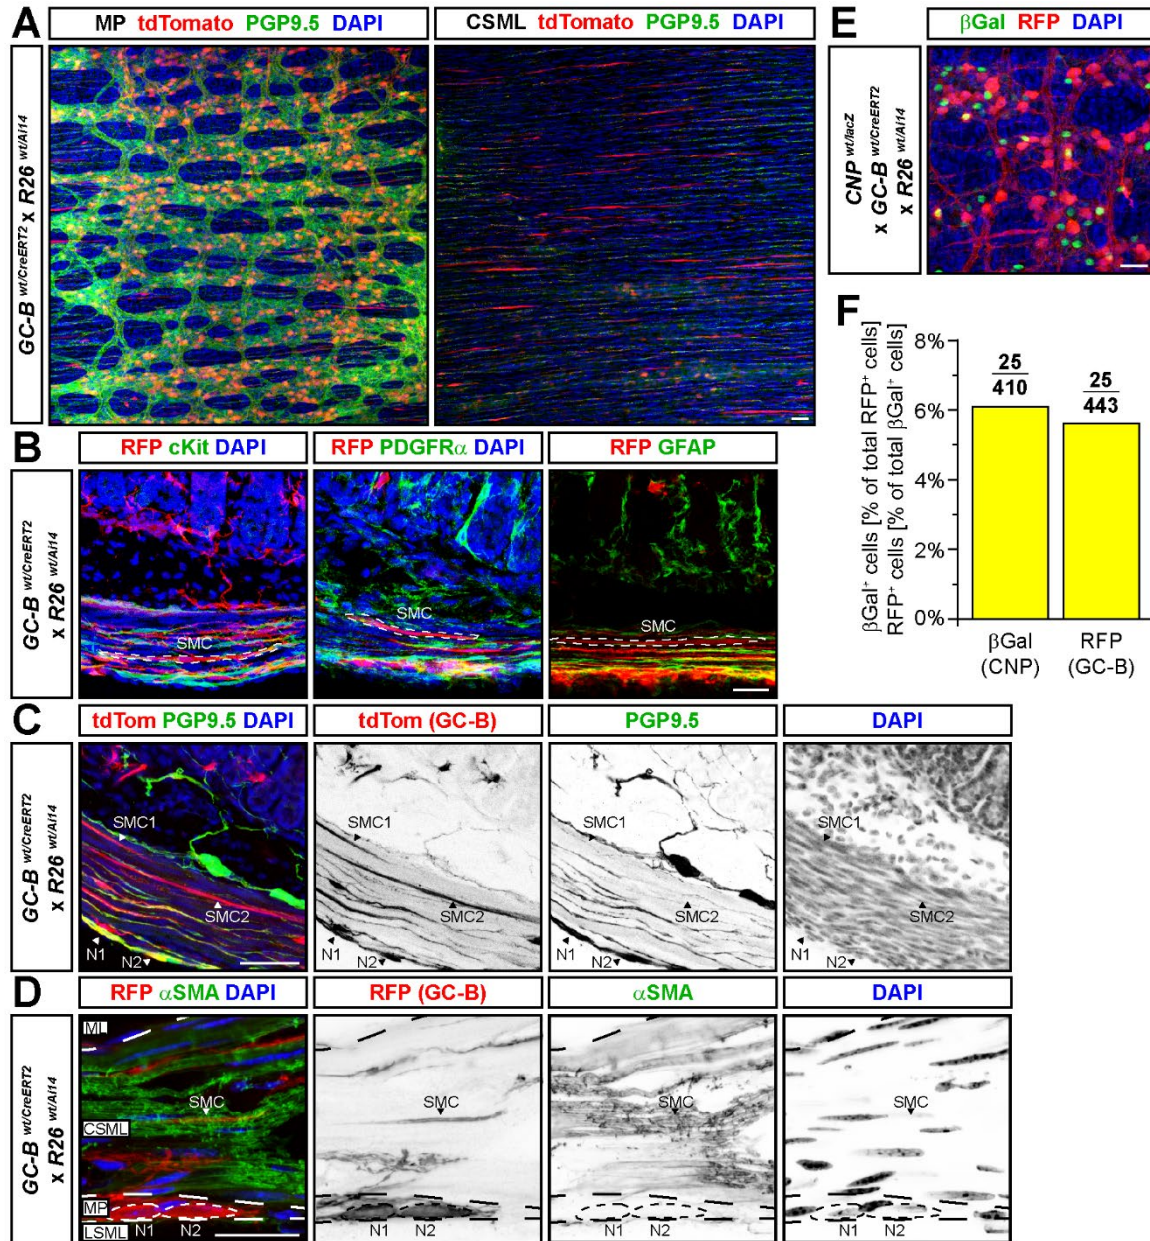 A
MP tdTomato PGP9.5 DAPI
CSML tdTomato PGP9.5 DAPI
GC-B wt/CreERT2 x R26 wt/Ai14
B
RFP cKit DAPI
RFP PDGFRα DAPI
RFP GFAP
GC-B wt/CreERT2
x R26 wt/Ai14
SMC
SMC
SMC
C
tdTom PGP9.5 DAPI
tdTom (GC-B)
PGP9.5
DAPI
GC-B wt/CreERT2
x R26 wt/Ai14
SMC1
SMC2
N1
N2
SMC1
SMC2
N1
N2
SMC1
SMC2
N1
N2
SMC1
SMC2
N1
N2
D
RFP αSMA DAPI
RFP (GC-B)
αSMA
DAPI
GC-B wt/CreERT2
x R26 wt/Ai14
ML
SMC
CSML
MP
LSML
N1
N2
SMC
N1
N2
SMC
N1
N2
SMC
N1
N2
E
βGal RFP DAPI
CNP wt/lacZ
x GC-B wt/CreERT2
x R26 wt/Ai14
F
βGal+ cells [% of total RFP+ cells]
RFP+ cells [% of total βGal+ cells]
8%
6%
4%
2%
0%
25
410
25
443
βGal
(CNP)
RFP
(GC-B)